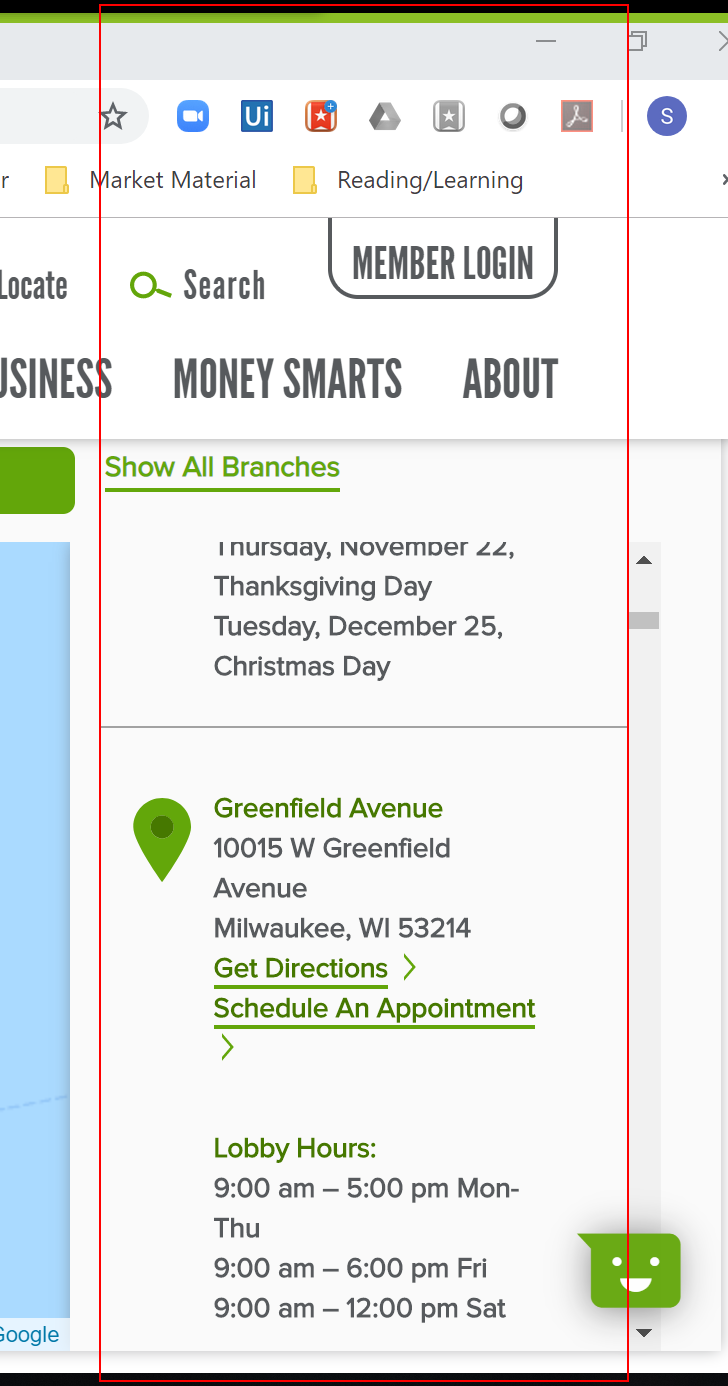 Ui
S
r
Market Material
Reading/Learning
Locate
Search
MEMBER LOGIN
USINESS
MONEY SMARTS
ABOUT
Show All Branches
Thursday, November 22,
Thanksgiving Day
Tuesday, December 25,
Christmas Day
Greenfield Avenue
10015 W Greenfield
Avenue
Milwaukee, WI 53214
Get Directions
Schedule An Appointment
Lobby Hours:
9:00 am – 5:00 pm Mon-
Thu
9:00 am – 6:00 pm Fri
9:00 am – 12:00 pm Sat
Google